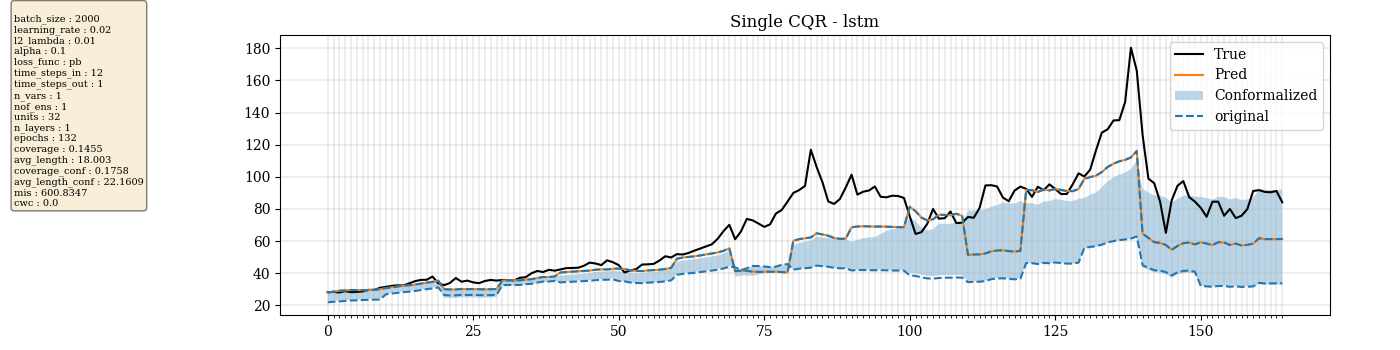 batch_size : 2000
learning_rate : 0.02
l2_lambda : 0.01
alpha : 0.1
loss_func : pb
time_steps_in : 12
time_steps_out : 1
n_vars : 1
nof_ens : 1
units : 32
n_layers : 1
epochs : 132
coverage : 0.1455
avg_length : 18.003
coverage_conf : 0.1758
avg_length_conf : 22.1609
mis : 600.8347
cwc : 0.0
Single CQR - lstm
180
160
140
120
100
80
60
40
20
True
Pred
Conformalized
original
0 25 50 75 100 125 150